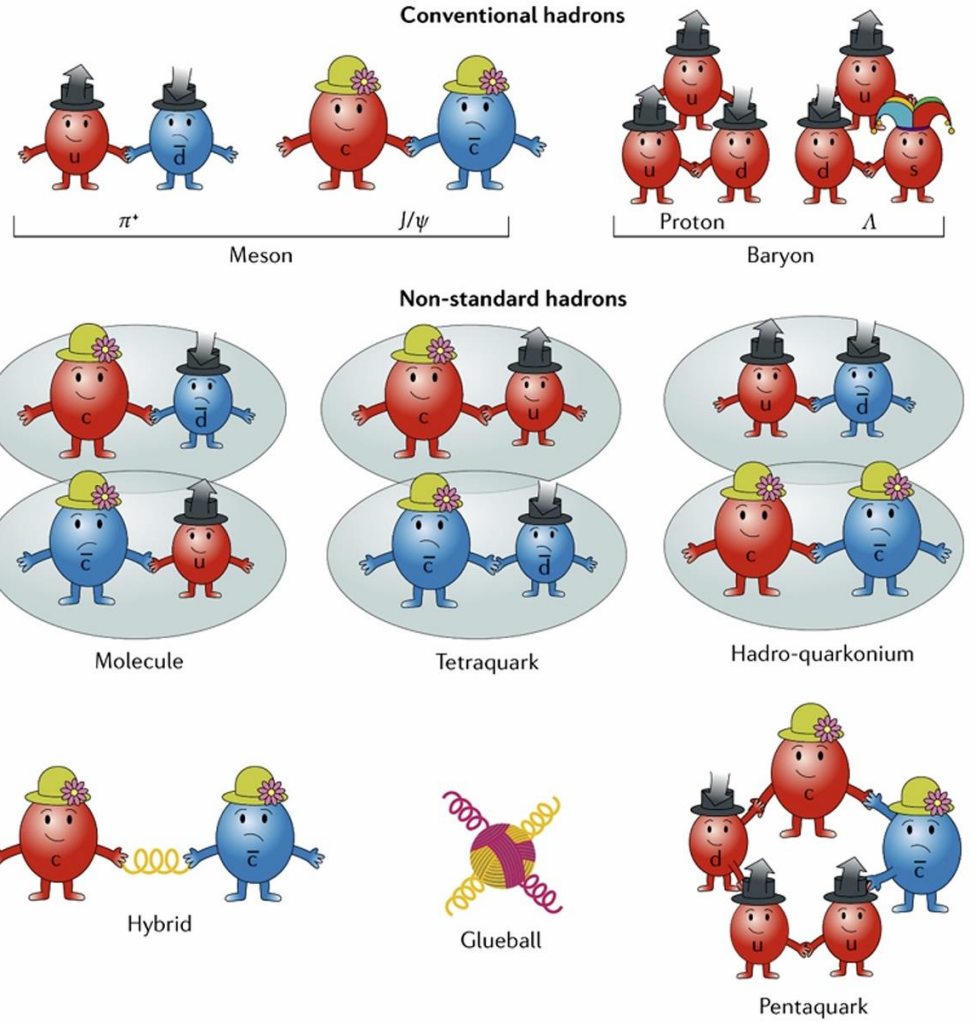 Conventional hadrons
u d̄ c c̄ u u d u d s
π⁺ J/ψ Proton Λ
Meson Baryon
Non-standard hadrons
c d̄ c u u d̄
c̄ u c̄ d̄ c c̄
Molecule Tetraquark Hadro-quarkonium
c c̄ c d c̄ u u
Hybrid Glueball
Pentaquark